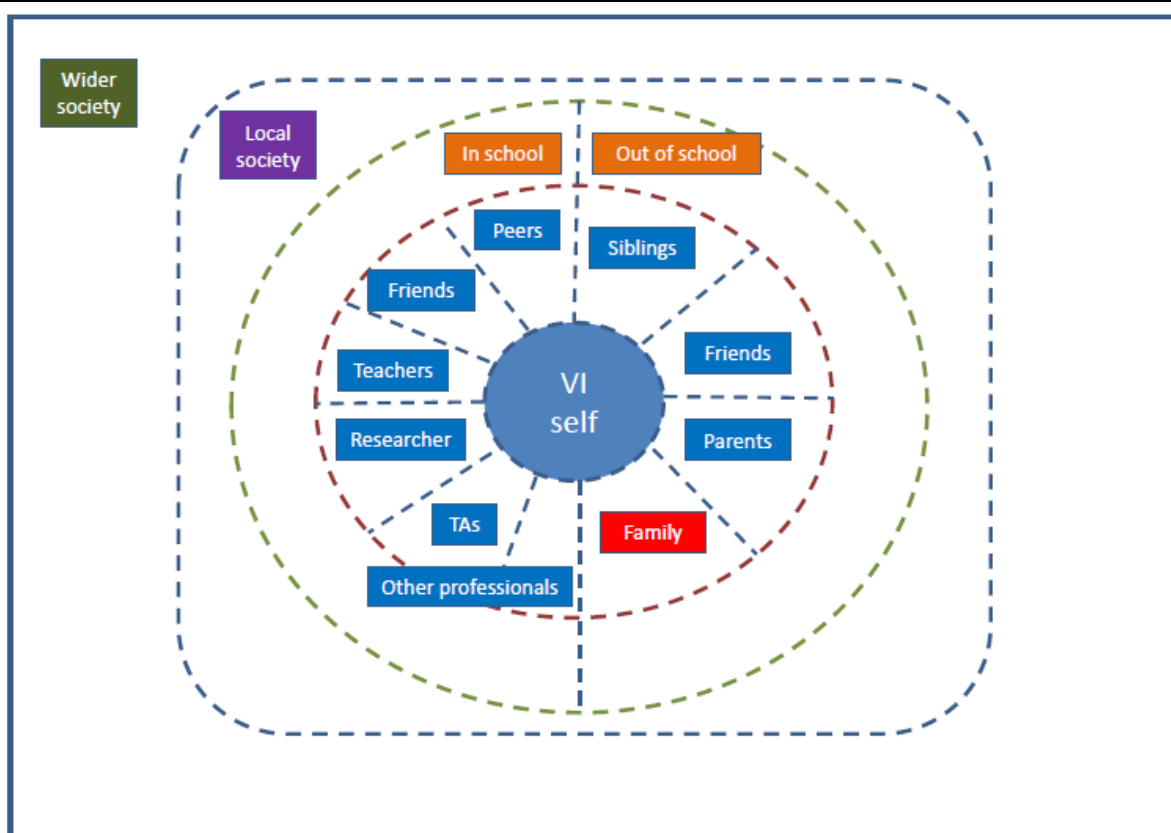 Wider
society
Local
society
In school
Out of school
Peers
Siblings
Friends
Friends
Teachers
VI
self
Researcher
Parents
TAs
Family
Other professionals